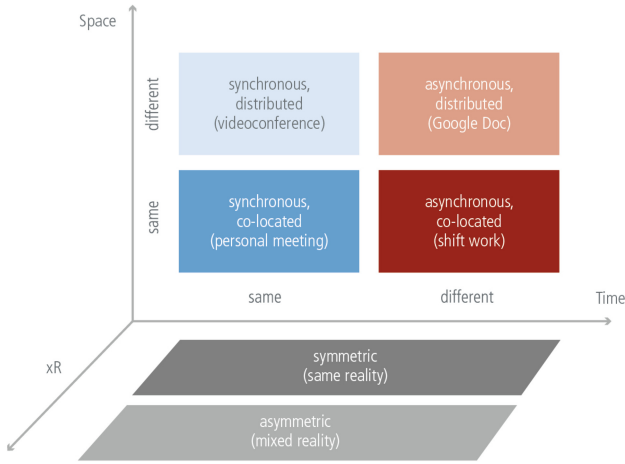 Space
different
synchronous,
distributed
(videoconference)
asynchronous,
distributed
(Google Doc)
same
synchronous,
co-located
(personal meeting)
asynchronous,
co-located
(shift work)
same
different
Time
xR
symmetric
(same reality)
asymmetric
(mixed reality)